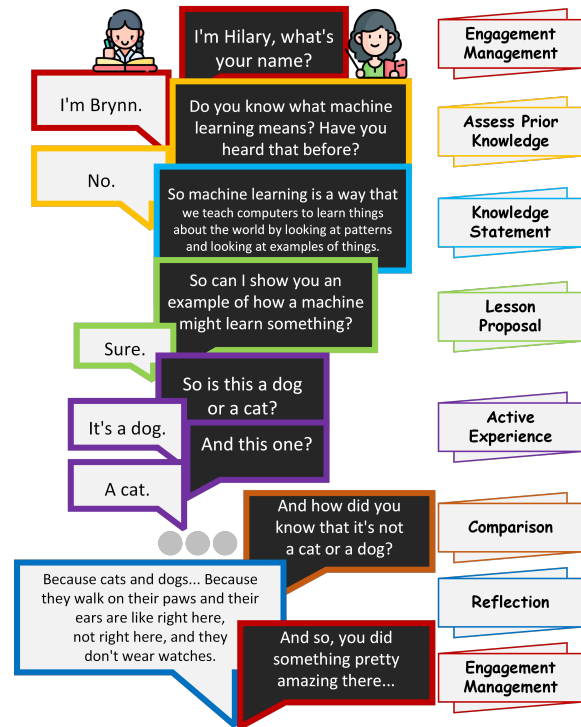 I'm Hilary, what's
your name?
Engagement
Management
I'm Brynn.
Do you know what machine
learning means? Have you
heard that before?
Assess Prior
Knowledge
No.
So machine learning is a way that
we teach computers to learn things
about the world by looking at patterns
and looking at examples of things.
Knowledge
Statement
So can I show you an
example of how a machine
might learn something?
Lesson
Proposal
Sure.
So is this a dog
or a cat?
It's a dog.
And this one?
Active
Experience
A cat.
And how did you
know that it's not
a cat or a dog?
Comparison
Because cats and dogs... Because
they walk on their paws and their
ears are like right here,
not right here, and they
don't wear watches.
Reflection
And so, you did
something pretty
amazing there...
Engagement
Management